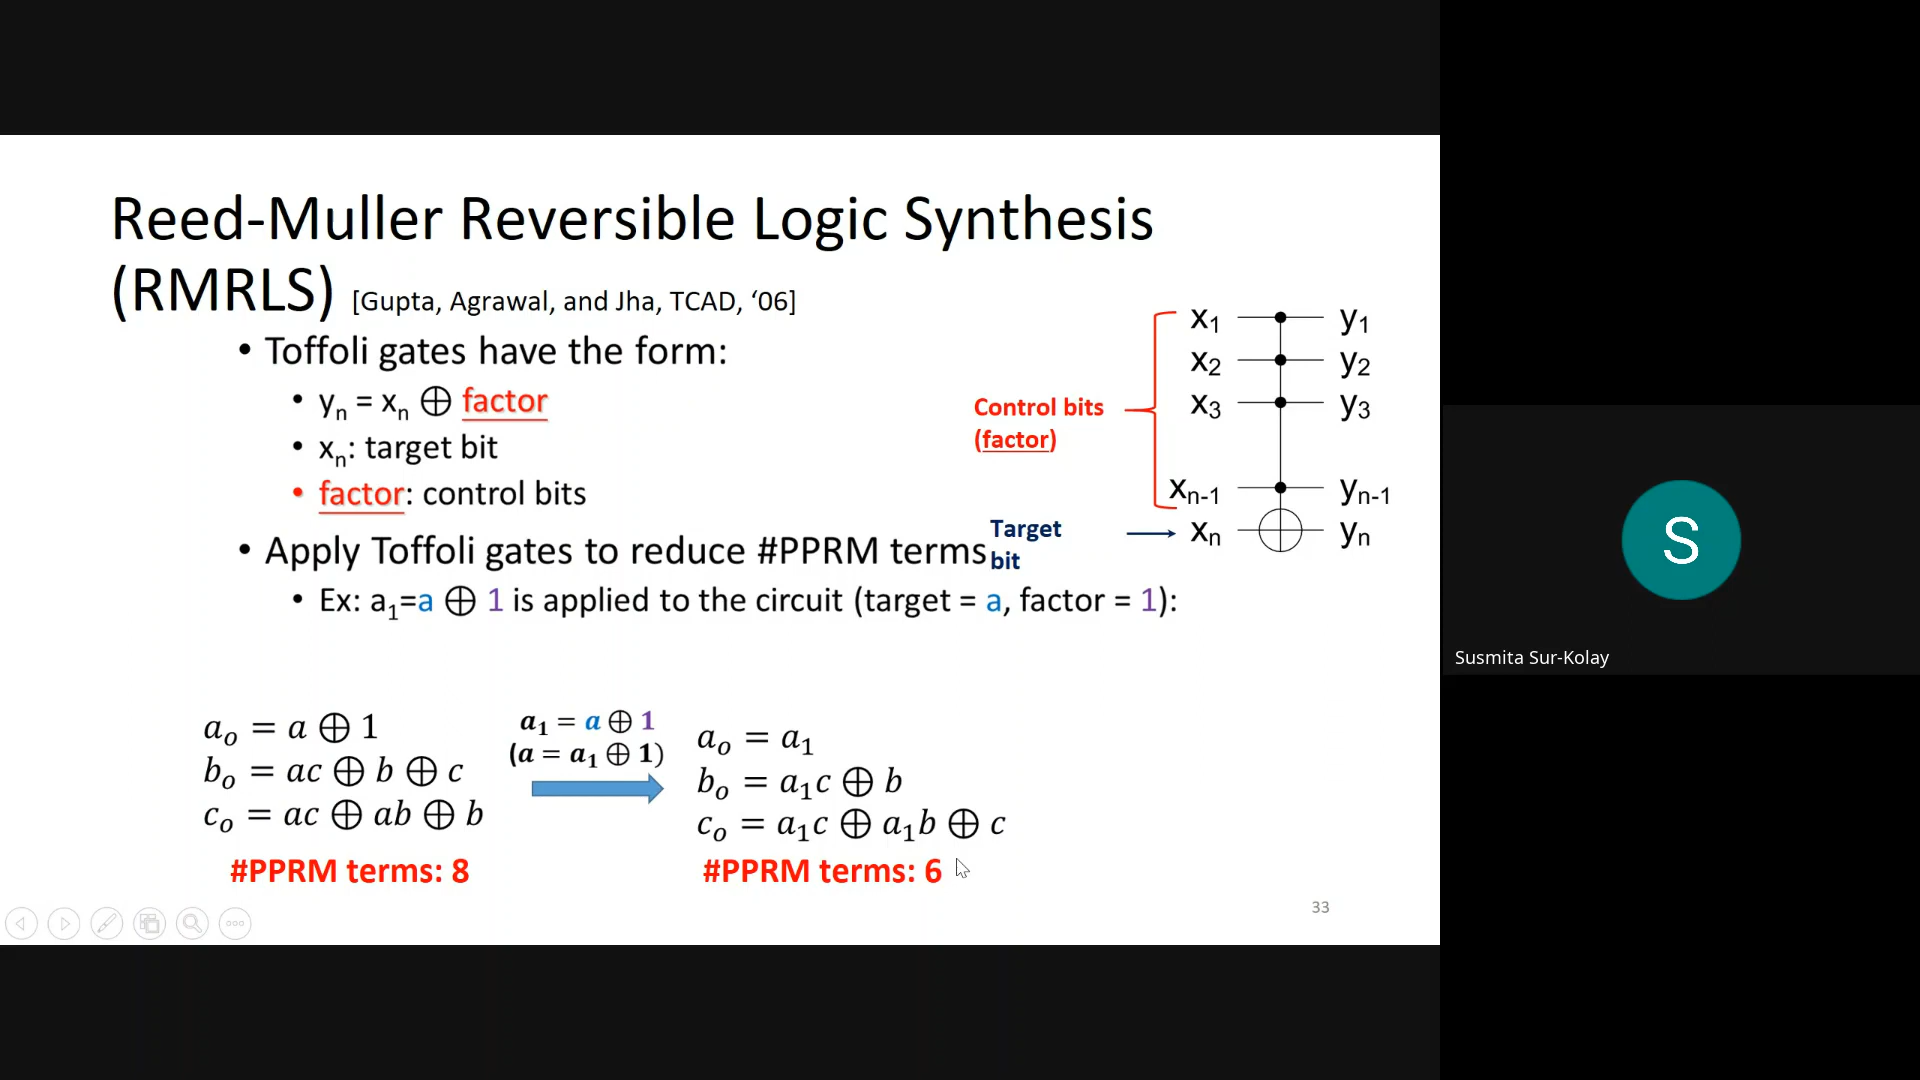 Reed-Muller Reversible Logic Synthesis
(RMRLS) [Gupta, Agrawal, and Jha, TCAD, ‘06]
• Toffoli gates have the form:
• yₙ = xₙ ⊕ factor
• xₙ: target bit
• factor: control bits
• Apply Toffoli gates to reduce #PPRM terms
• Ex: a₁=a ⊕ 1 is applied to the circuit (target = a, factor = 1):
Control bits
(factor)
Target
bit
x₁ y₁
x₂ y₂
x₃ y₃
xₙ₋₁ yₙ₋₁
xₙ yₙ
aₒ = a ⊕ 1
bₒ = ac ⊕ b ⊕ c
cₒ = ac ⊕ ab ⊕ b
#PPRM terms: 8
a₁ = a ⊕ 1
(a = a₁ ⊕ 1)
aₒ = a₁
bₒ = a₁c ⊕ b
cₒ = a₁c ⊕ a₁b ⊕ c
#PPRM terms: 6
33
S
Susmita Sur-Kolay